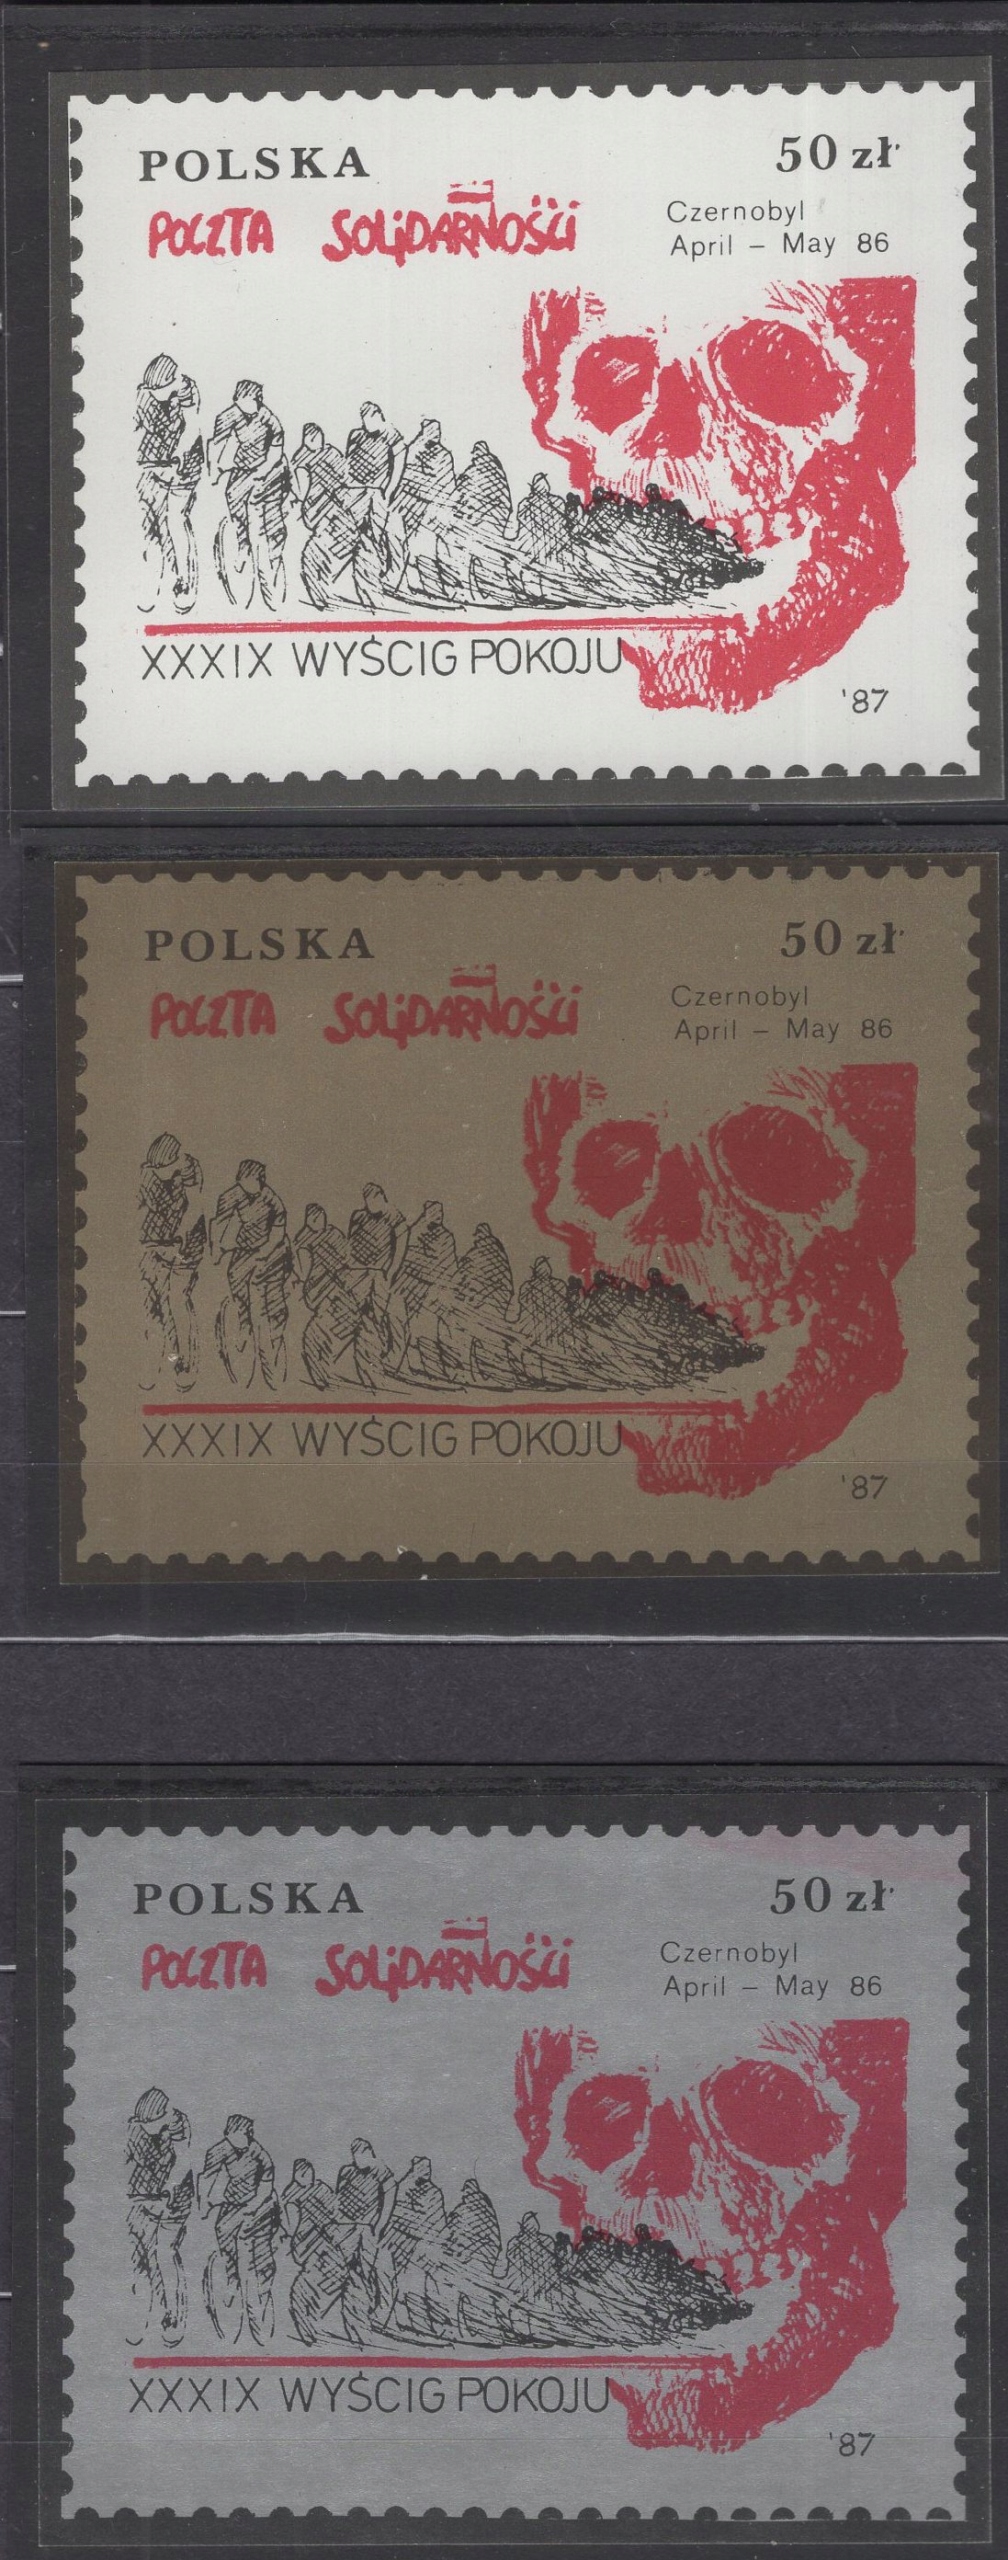 POLSKA
50 zł
POCZTA SOLiDARNOŚCi
Czernobyl
April – May 86
XXXIX WYŚCIG POKOJU
'87
POLSKA
50 zł
POCZTA SOLiDARNOŚCi
Czernobyl
April – May 86
XXXIX WYŚCIG POKOJU
'87
POLSKA
50 zł
POCZTA SOLiDARNOŚCi
Czernobyl
April – May 86
XXXIX WYŚCIG POKOJU
'87